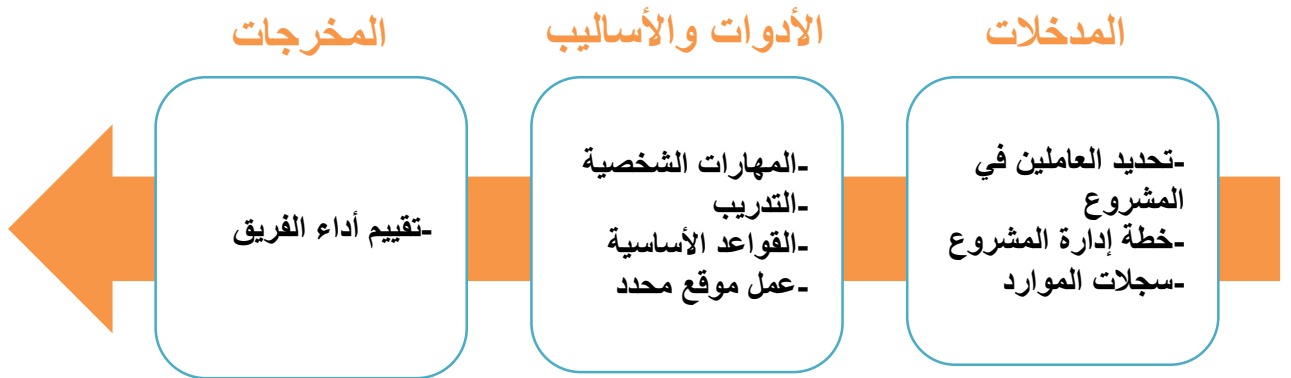 المدخلات
-تحديد العاملين في
المشروع
-خطة إدارة المشروع
-سجلات الموارد
الأدوات والأساليب
-المهارات الشخصية
-التدريب
-القواعد الأساسية
-عمل موقع محدد
المخرجات
-تقييم أداء الفريق